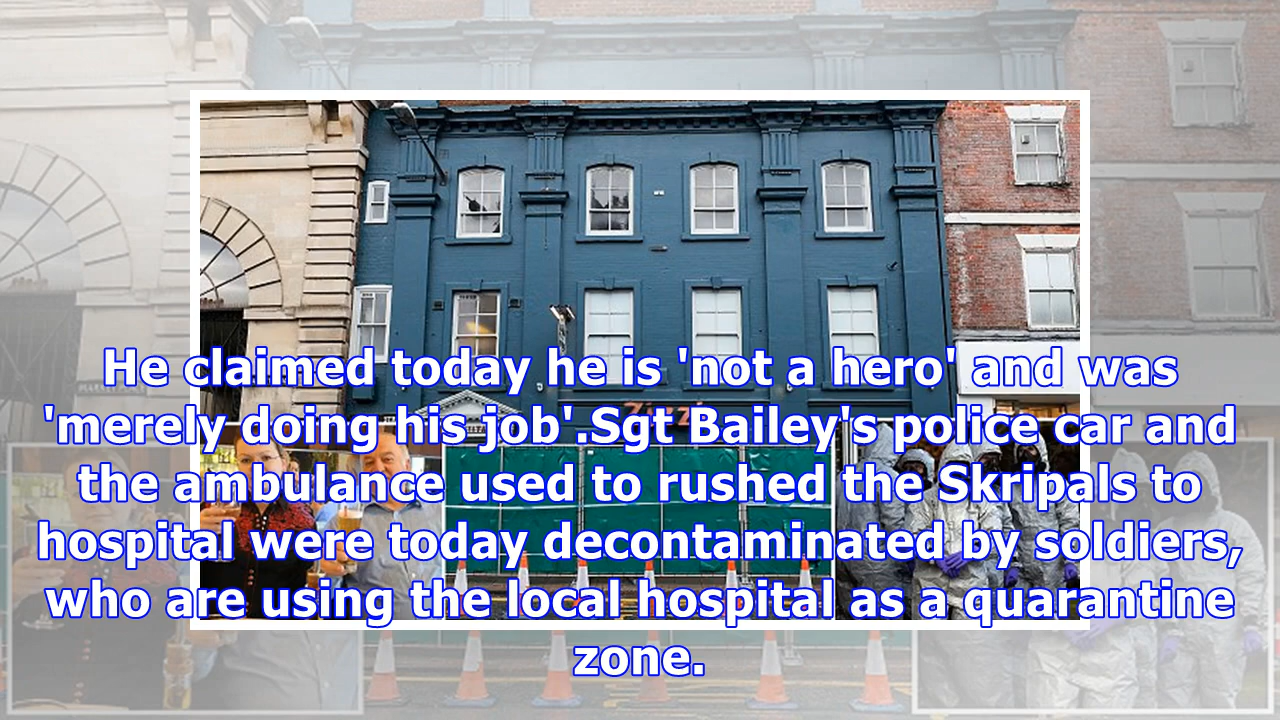 He claimed today he is 'not a hero' and was
'merely doing his job'.Sgt Bailey's police car and
the ambulance used to rushed the Skripals to
hospital were today decontaminated by soldiers,
who are using the local hospital as a quarantine
zone.